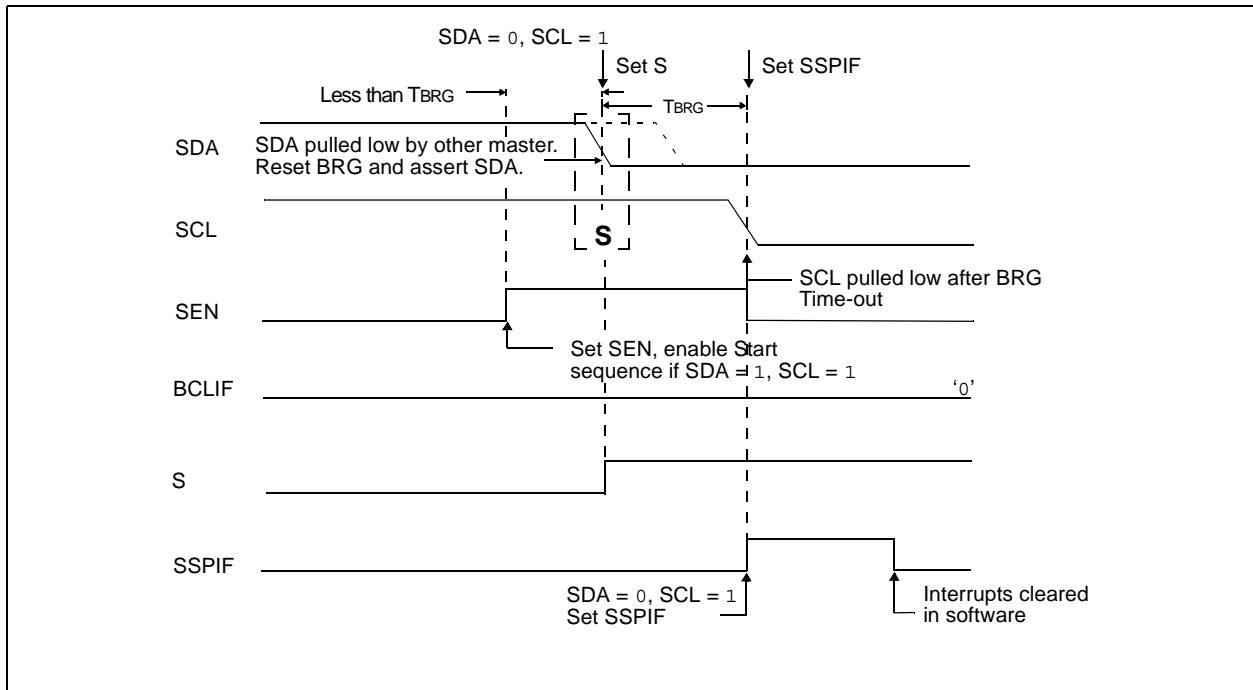 SDA = 0, SCL = 1
Set S
Set SSPIF
Less than TBRG
TBRG
SDA
SDA pulled low by other master.
Reset BRG and assert SDA.
SCL
S
SCL pulled low after BRG
Time-out
SEN
Set SEN, enable Start
sequence if SDA = 1, SCL = 1
BCLIF
‘0’
S
SSPIF
SDA = 0, SCL = 1
Set SSPIF
Interrupts cleared
in software